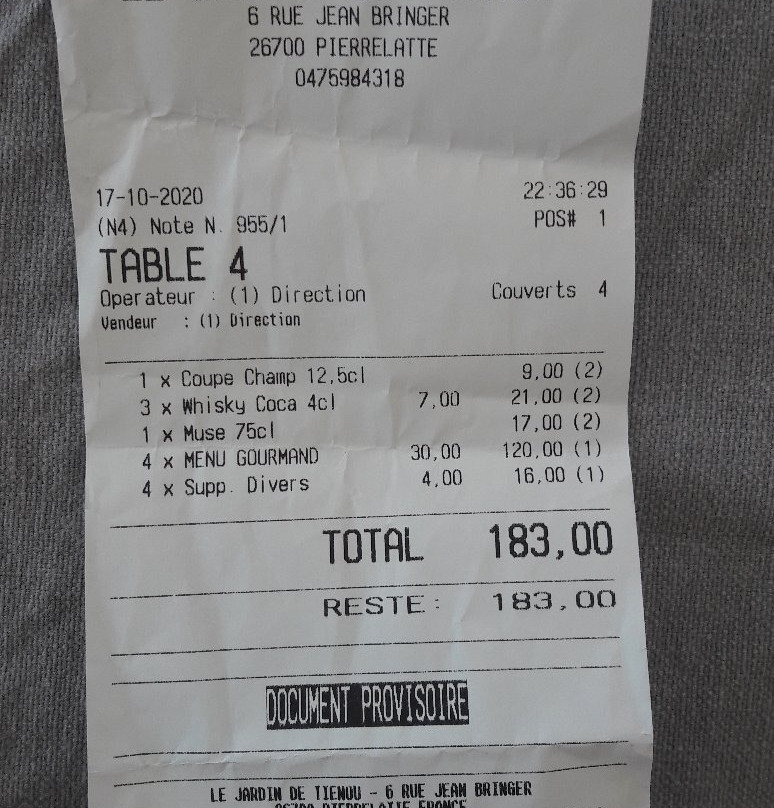 6 RUE JEAN BRINGER
26700 PIERRELATTE
0475984318
17-10-2020 22:36:29
(N4) Note N. 955/1 POS# 1
TABLE 4
Operateur : (1) Direction Couverts 4
Vendeur : (1) Direction
1 x Coupe Champ 12,5cl 9,00 (2)
3 x Whisky Coca 4cl 7,00 21,00 (2)
1 x Muse 75cl 17,00 (2)
4 x MENU GOURMAND 30,00 120,00 (1)
4 x Supp. Divers 4,00 16,00 (1)
TOTAL 183,00
RESTE: 183,00
DOCUMENT PROVISOIRE
LE JARDIN DE TIENOU - 6 RUE JEAN BRINGER
26700 PIERRELATTE FRANCE